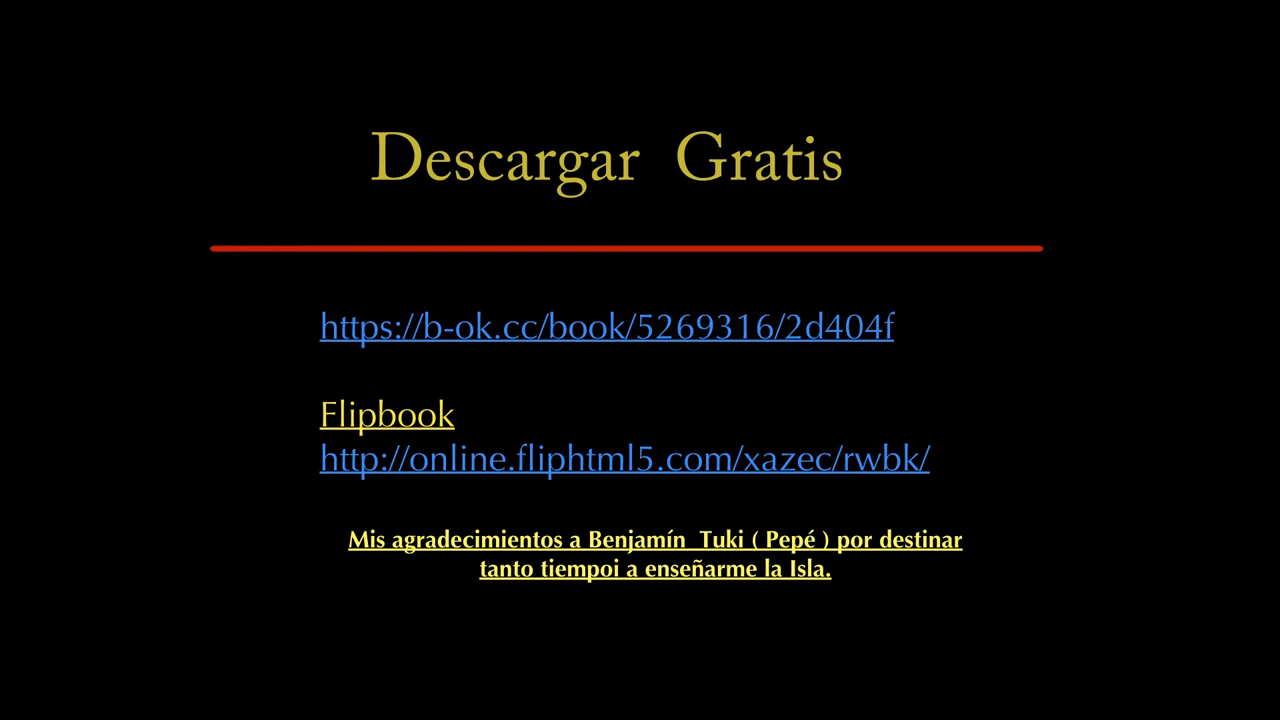 Descargar Gratis
https://b-ok.cc/book/5269316/2d404f
Flipbook
http://online.fliphtml5.com/xazec/rwbk/
Mis agradecimientos a Benjamín Tuki ( Pepé ) por destinar
tanto tiempoi a enseñarme la Isla.